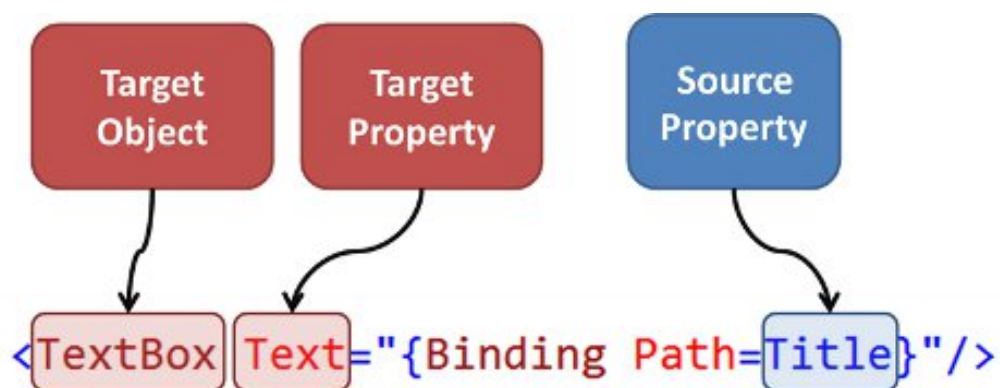 Target
Object
Target
Property
Source
Property
<TextBox Text="{Binding Path=Title}"/>